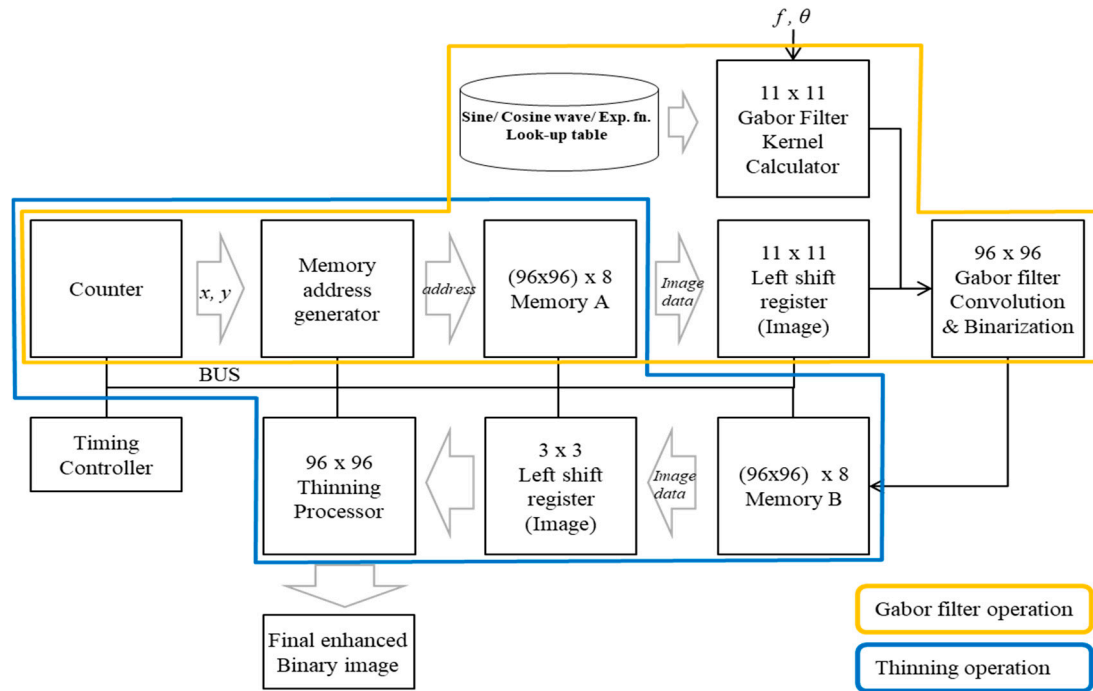 f, θ
Sine/ Cosine wave/ Exp. fn.
Look-up table
11 x 11
Gabor Filter
Kernel
Calculator
Counter
x, y
Memory
address
generator
address
(96x96) x 8
Memory A
Image
data
11 x 11
Left shift
register
(Image)
96 x 96
Gabor filter
Convolution
& Binarization
BUS
Timing
Controller
96 x 96
Thinning
Processor
3 x 3
Left shift
register
(Image)
Image
data
(96x96) x 8
Memory B
Final enhanced
Binary image
Gabor filter operation
Thinning operation